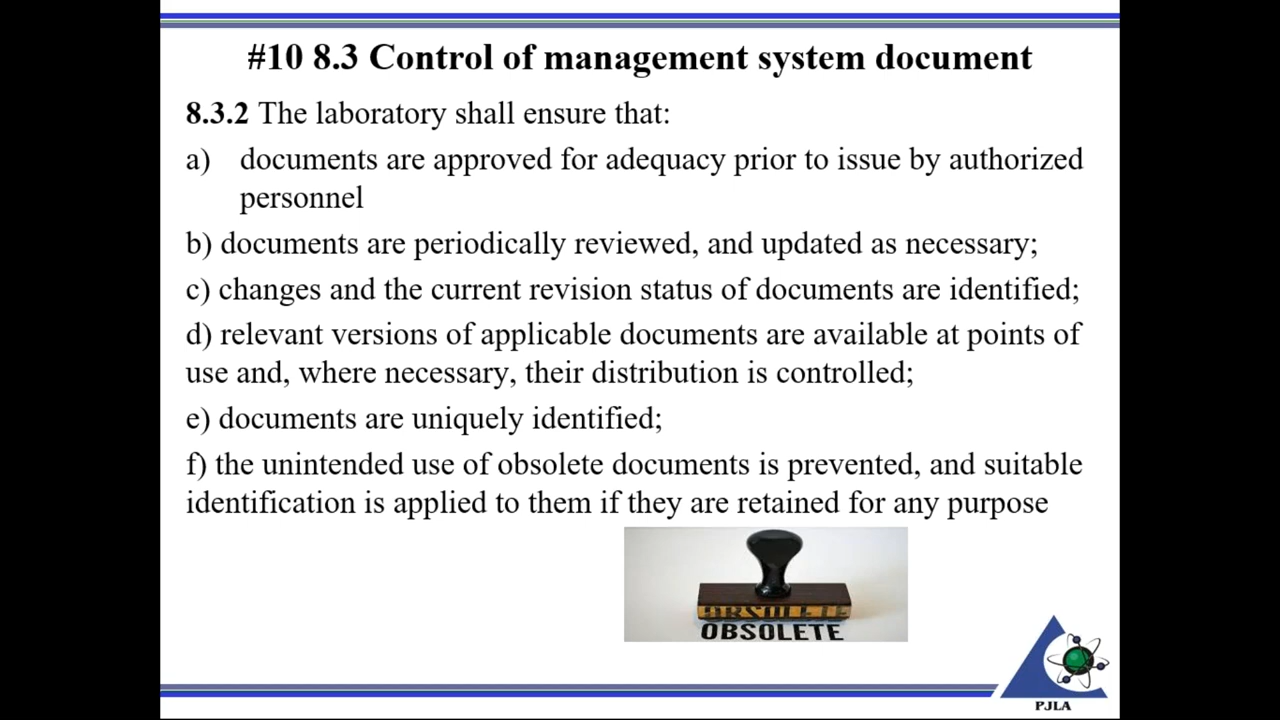 #10 8.3 Control of management system document
8.3.2 The laboratory shall ensure that:
a) documents are approved for adequacy prior to issue by authorized
personnel
b) documents are periodically reviewed, and updated as necessary;
c) changes and the current revision status of documents are identified;
d) relevant versions of applicable documents are available at points of
use and, where necessary, their distribution is controlled;
e) documents are uniquely identified;
f) the unintended use of obsolete documents is prevented, and suitable
identification is applied to them if they are retained for any purpose
OBSOLETE
OBSOLETE
PJLA